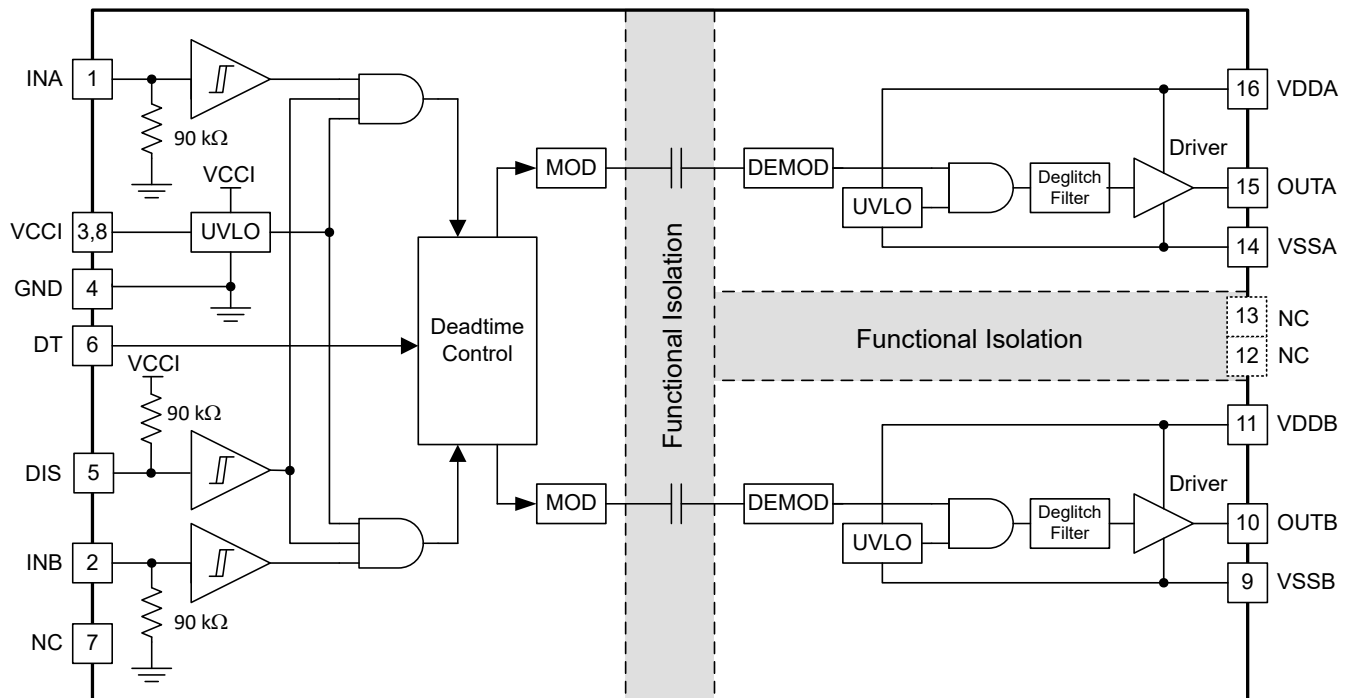 INA 1
90 kΩ
VCCI
VCCI 3,8 UVLO
GND 4
DT 6
VCCI
90 kΩ
DIS 5
INB 2
90 kΩ
NC 7
Deadtime
Control
MOD
MOD
Functional Isolation
DEMOD
UVLO
Deglitch
Filter
Driver
16 VDDA
15 OUTA
14 VSSA
Functional Isolation
13 NC
12 NC
DEMOD
UVLO
Deglitch
Filter
Driver
11 VDDB
10 OUTB
9 VSSB